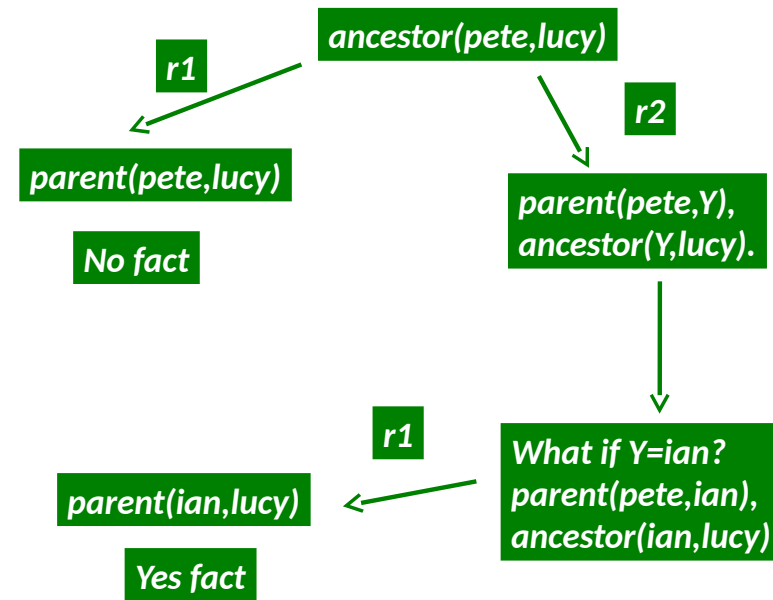 ancestor(pete,lucy)
r1
r2
parent(pete,lucy)
parent(pete,Y),
ancestor(Y,lucy).
No fact
r1
What if Y=ian?
parent(pete,ian),
ancestor(ian,lucy)
parent(ian,lucy)
Yes fact